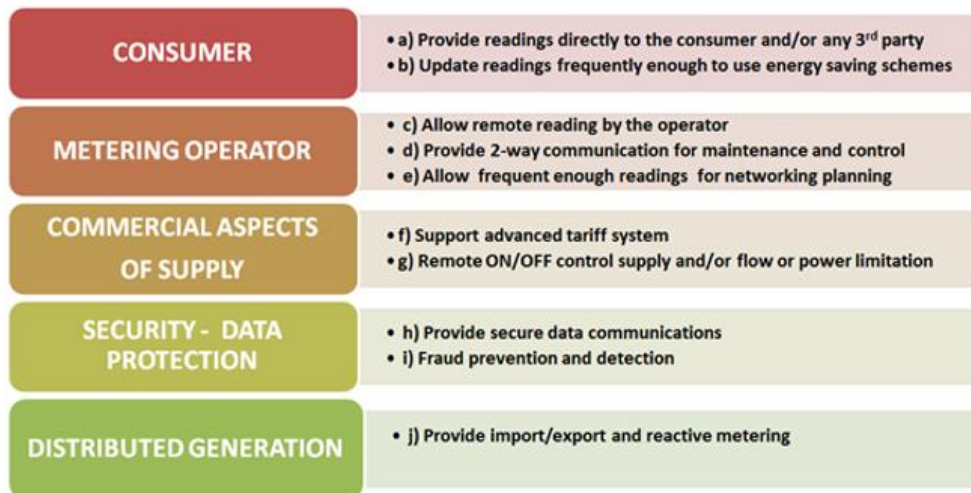 CONSUMER
• a) Provide readings directly to the consumer and/or any 3rd party
• b) Update readings frequently enough to use energy saving schemes
METERING OPERATOR
• c) Allow remote reading by the operator
• d) Provide 2-way communication for maintenance and control
• e) Allow frequent enough readings for networking planning
COMMERCIAL ASPECTS
OF SUPPLY
• f) Support advanced tariff system
• g) Remote ON/OFF control supply and/or flow or power limitation
SECURITY - DATA
PROTECTION
• h) Provide secure data communications
• i) Fraud prevention and detection
DISTRIBUTED GENERATION
• j) Provide import/export and reactive metering